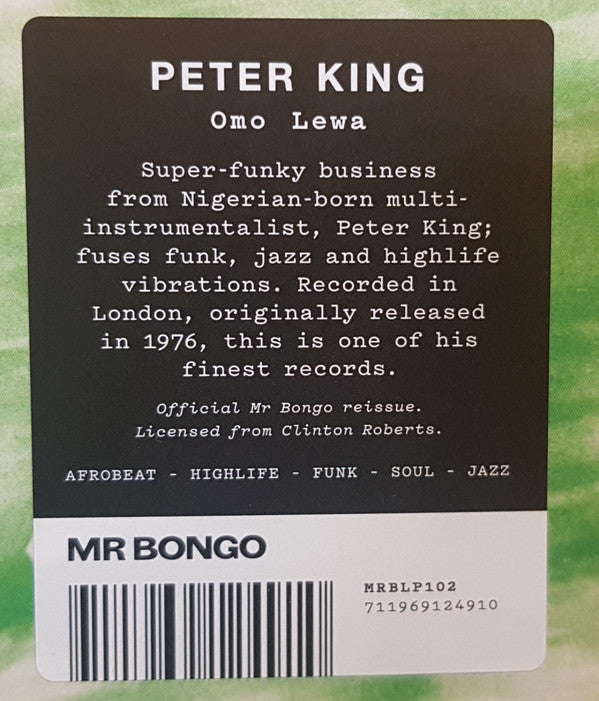 PETER KING
Omo Lewa
Super-funky business
from Nigerian-born multi-
instrumentalist, Peter King;
fuses funk, jazz and highlife
vibrations. Recorded in
London, originally released
in 1976, this is one of his
finest records.
Official Mr Bongo reissue.
Licensed from Clinton Roberts.
AFROBEAT - HIGHLIFE - FUNK - SOUL - JAZZ
MR BONGO
MRBLP102
711969124910